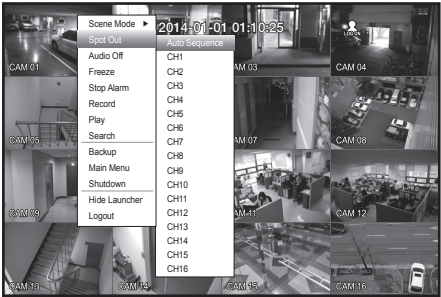 2014-01-01 01:10:25
LOG ON
Scene Mode
Spot Out
Audio Off
Freeze
Stop Alarm
Record
Play
Search
Backup
Main Menu
Shutdown
Hide Launcher
Logout
Auto Sequence
CH1
CH2
CH3
CH4
CH5
CH6
CH7
CH8
CH9
CH10
CH11
CH12
CH13
CH14
CH15
CH16
CAM 01
AM 03
CAM 04
CAM 05
AM 07
CAM 08
CAM 09
AM 11
CAM 12
CAM 13
CAM 14
CAM 15
CAM 16